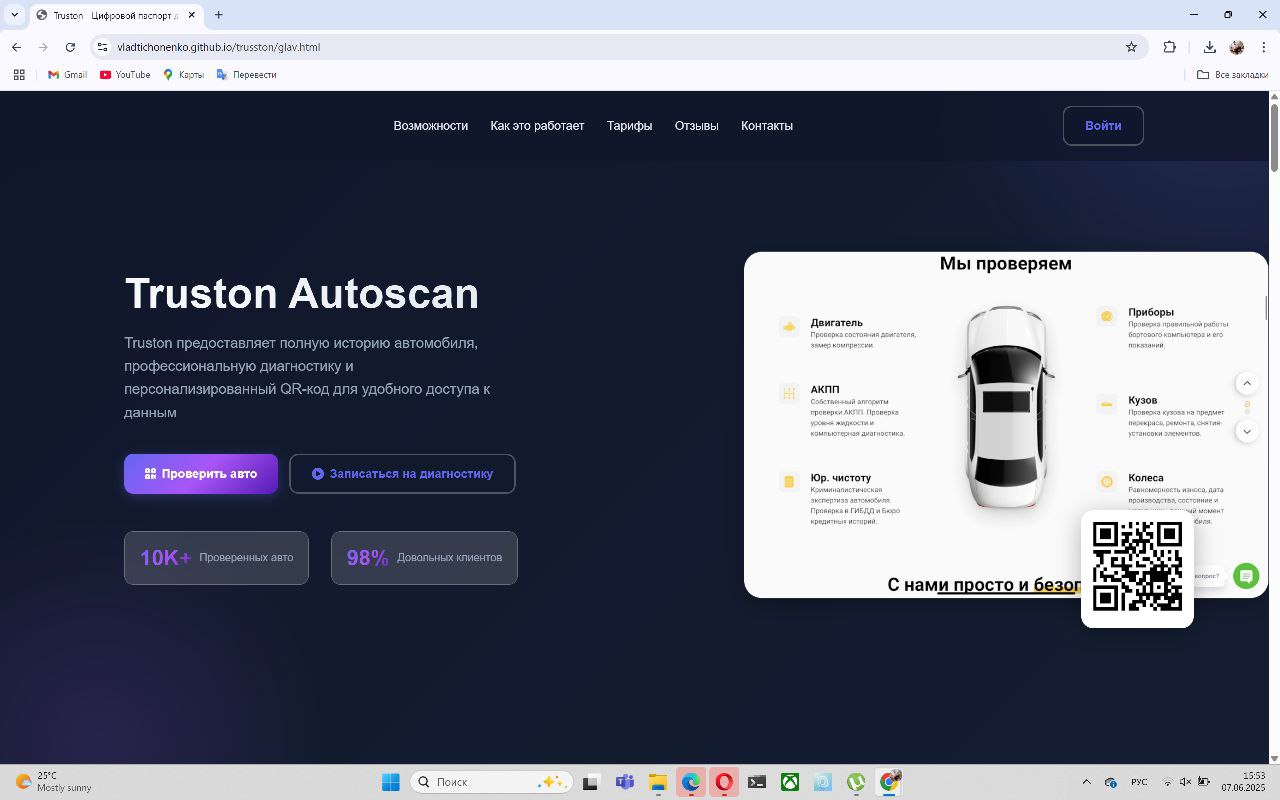 Truston - Цифровой паспорт д
vladtichonenko.github.io/trusston/glav.html
Gmail
YouTube
Карты
Перевести
Все закладки
Возможности
Как это работает
Тарифы
Отзывы
Контакты
Войти
Truston Autoscan
Truston предоставляет полную историю автомобиля,
профессиональную диагностику и
персонализированный QR-код для удобного доступа к
данным
Проверить авто
Записаться на диагностику
10K+ Проверенных авто
98% Довольных клиентов
Мы проверяем
Двигатель
Проверка состояния двигателя,
замер компрессии.
АКПП
Собственный алгоритм
проверки АКПП. Проверка
уровня жидкости и
компьютерная диагностика.
Юр. чистоту
Криминалистическая
экспертиза автомобиля.
Проверка в ГИБДД и Бюро
кредитных историй.
Приборы
Проверка правильной работы
бортового компьютера и его
показаний.
Кузов
Проверка кузова на предмет
перекраса, ремонта, снятия-
установки элементов.
Колеса
Равномерность износа, дата
производства, состояние и
момент
С нами просто и безоп
вопрос?
25°C
Mostly sunny
Поиск
РУС
15:53
07.06.2025